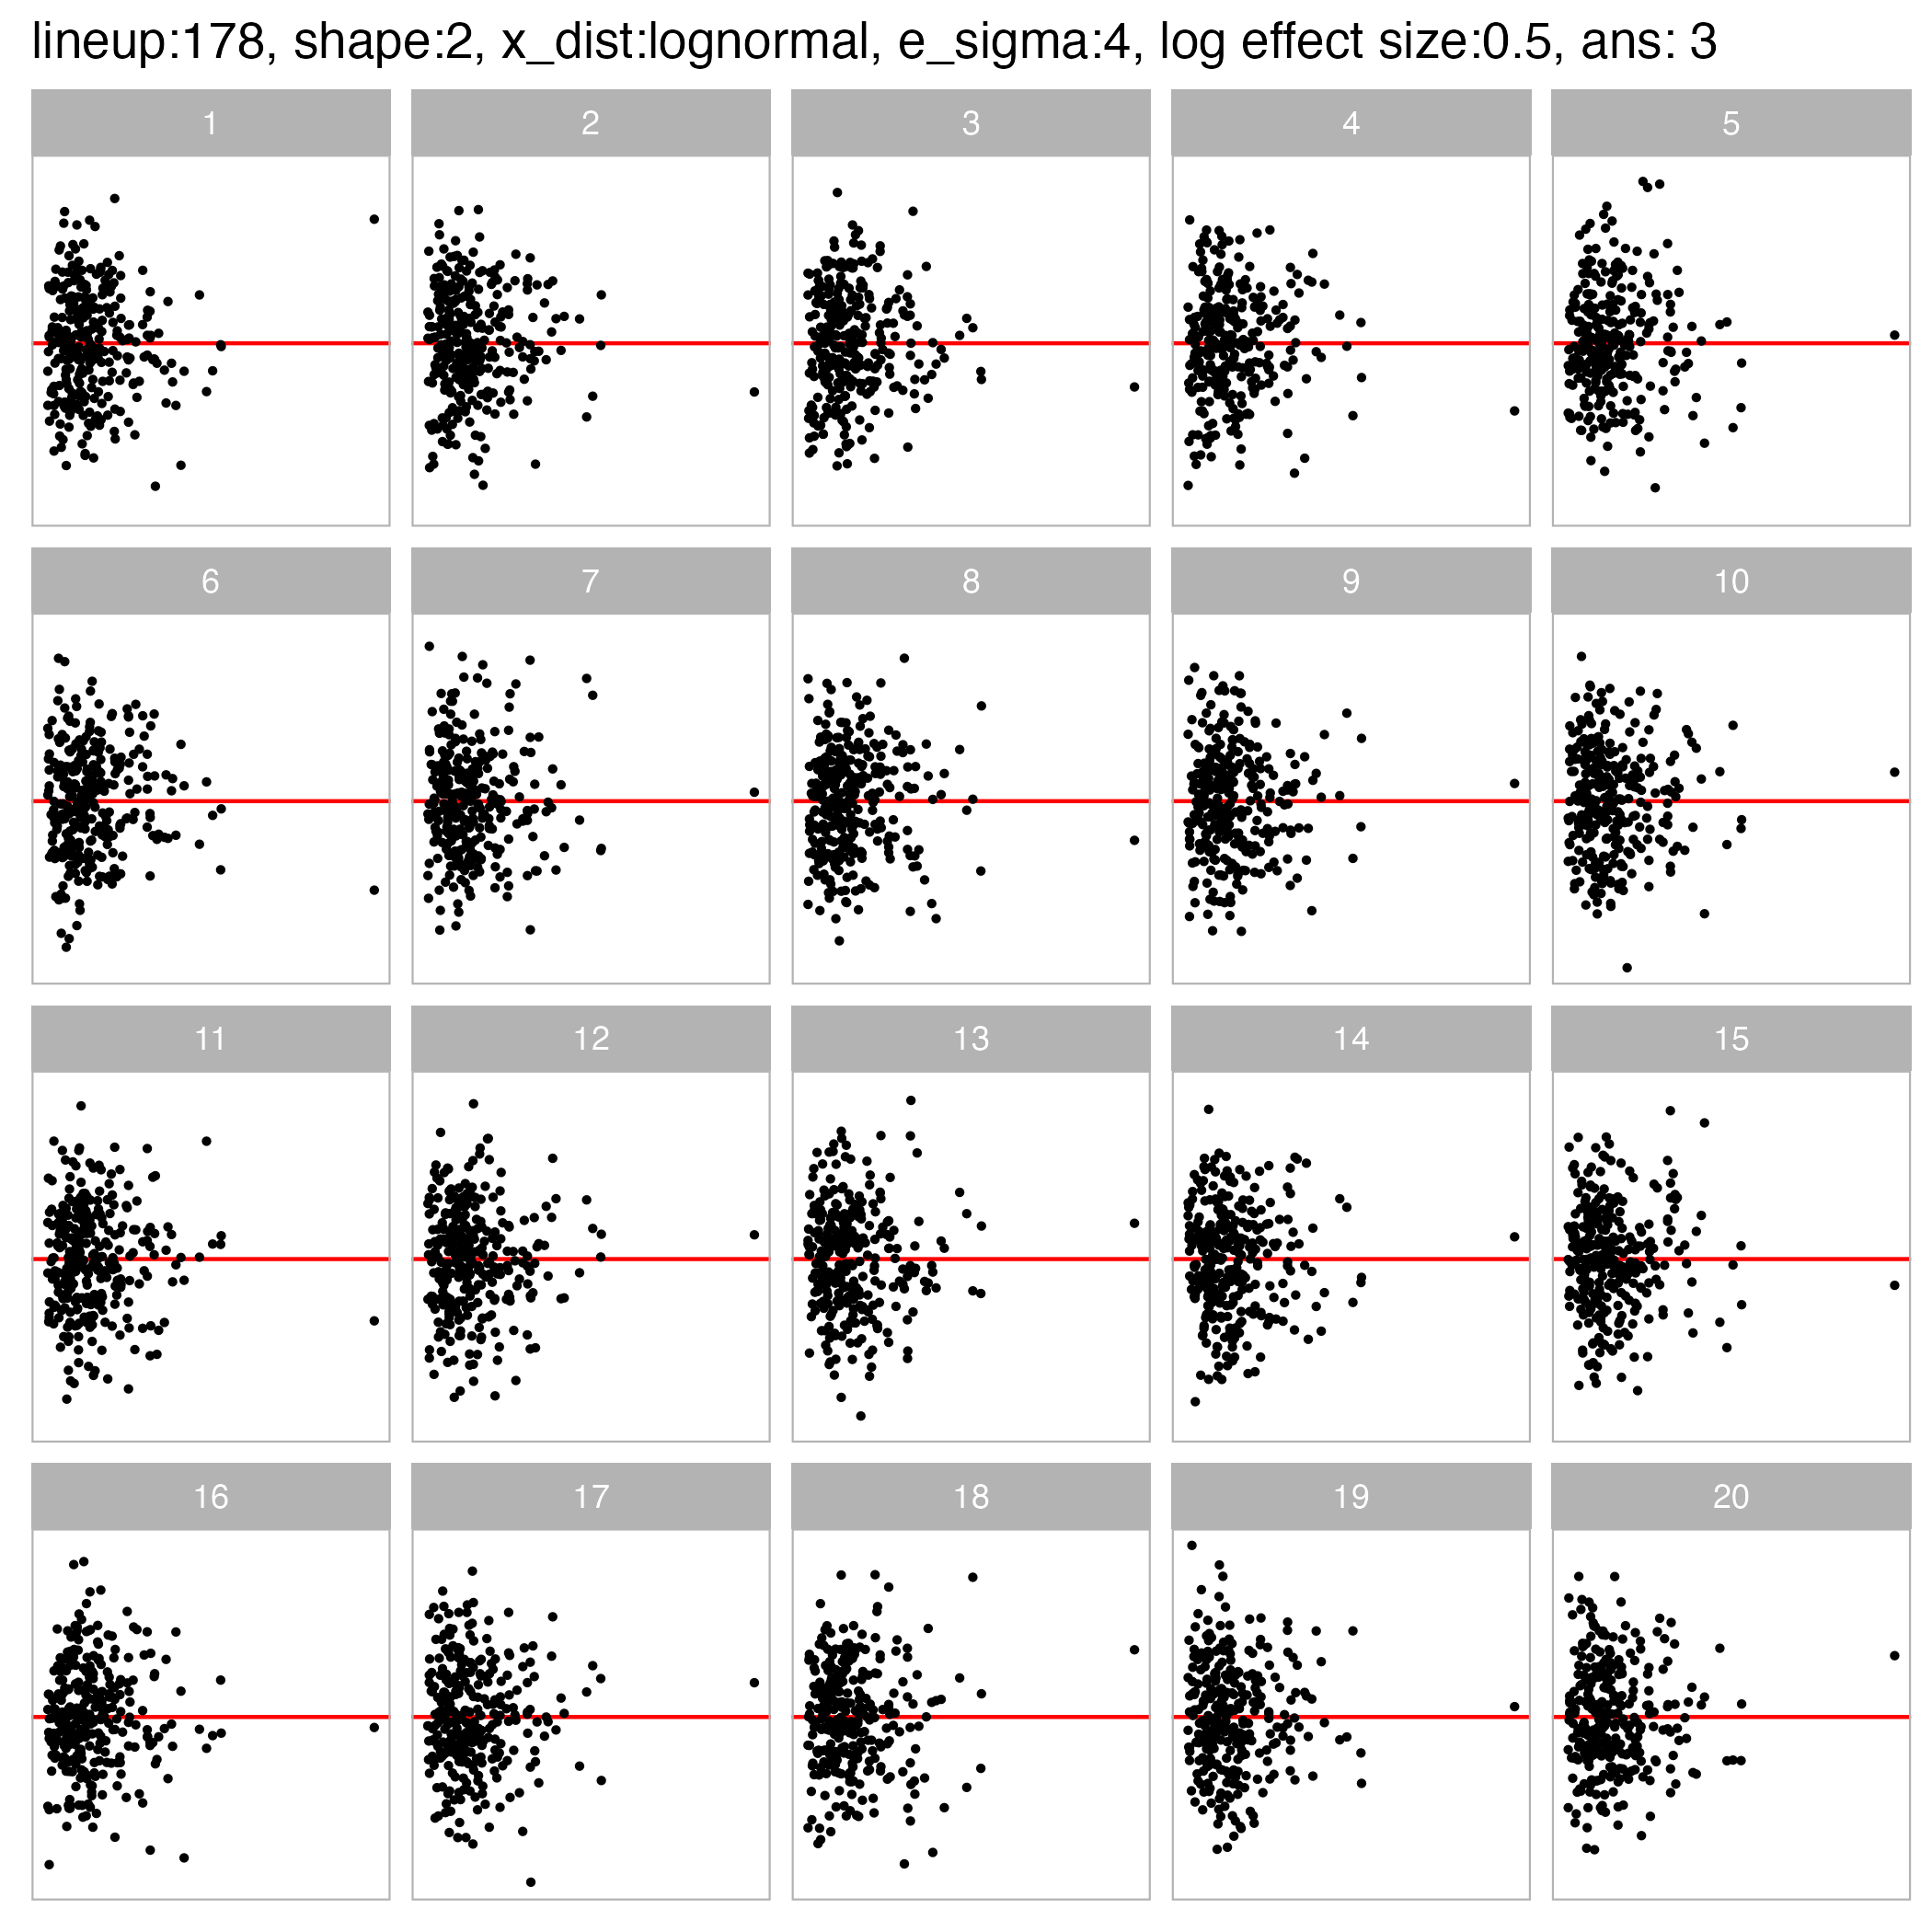 lineup:178, shape:2, x_dist:lognormal, e_sigma:4, log effect size:0.5, ans: 3
1 2 3 4 5
6 7 8 9 10
11 12 13 14 15
16 17 18 19 20